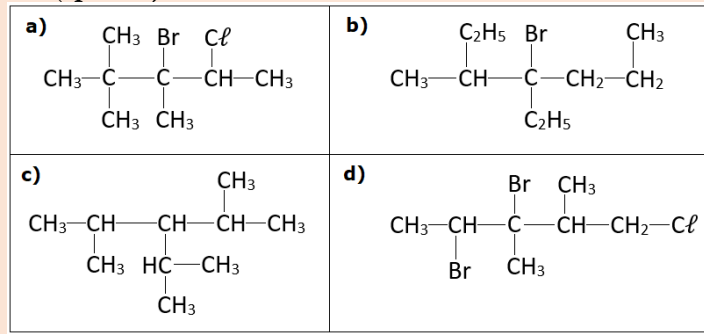 a)
CH3 Br Cℓ
CH3-C-C-CH-CH3
CH3 CH3
b)
C2H5 Br CH3
CH3-CH-C-CH2-CH2
C2H5
c)
CH3
CH3-CH-CH-CH-CH3
CH3 HC-CH3
CH3
d)
Br CH3
CH3-CH-C-CH-CH2-Cℓ
Br CH3